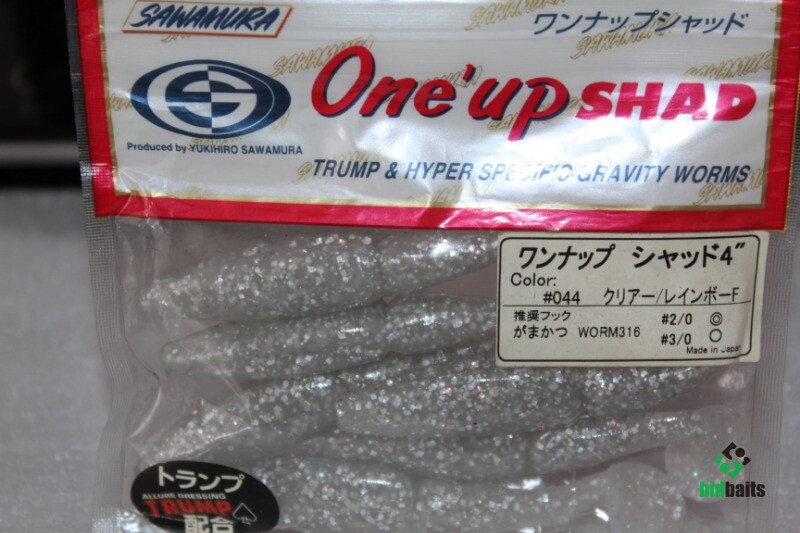 SAWAMURA
ワンナップシャッド
One'up SHAD
Produced by YUKIHIRO SAWAMURA
TRUMP & HYPER SPECIFIC GRAVITY WORMS
ワンナップ シャッド4"
Color:
#044 クリアー/レインボーF
推奨フック #2/0 ◎
がまかつ WORM316 #3/0 ○
Made in Japan
トランプ
ALLURE DRESSING
TRUMP
配合
bidbaits